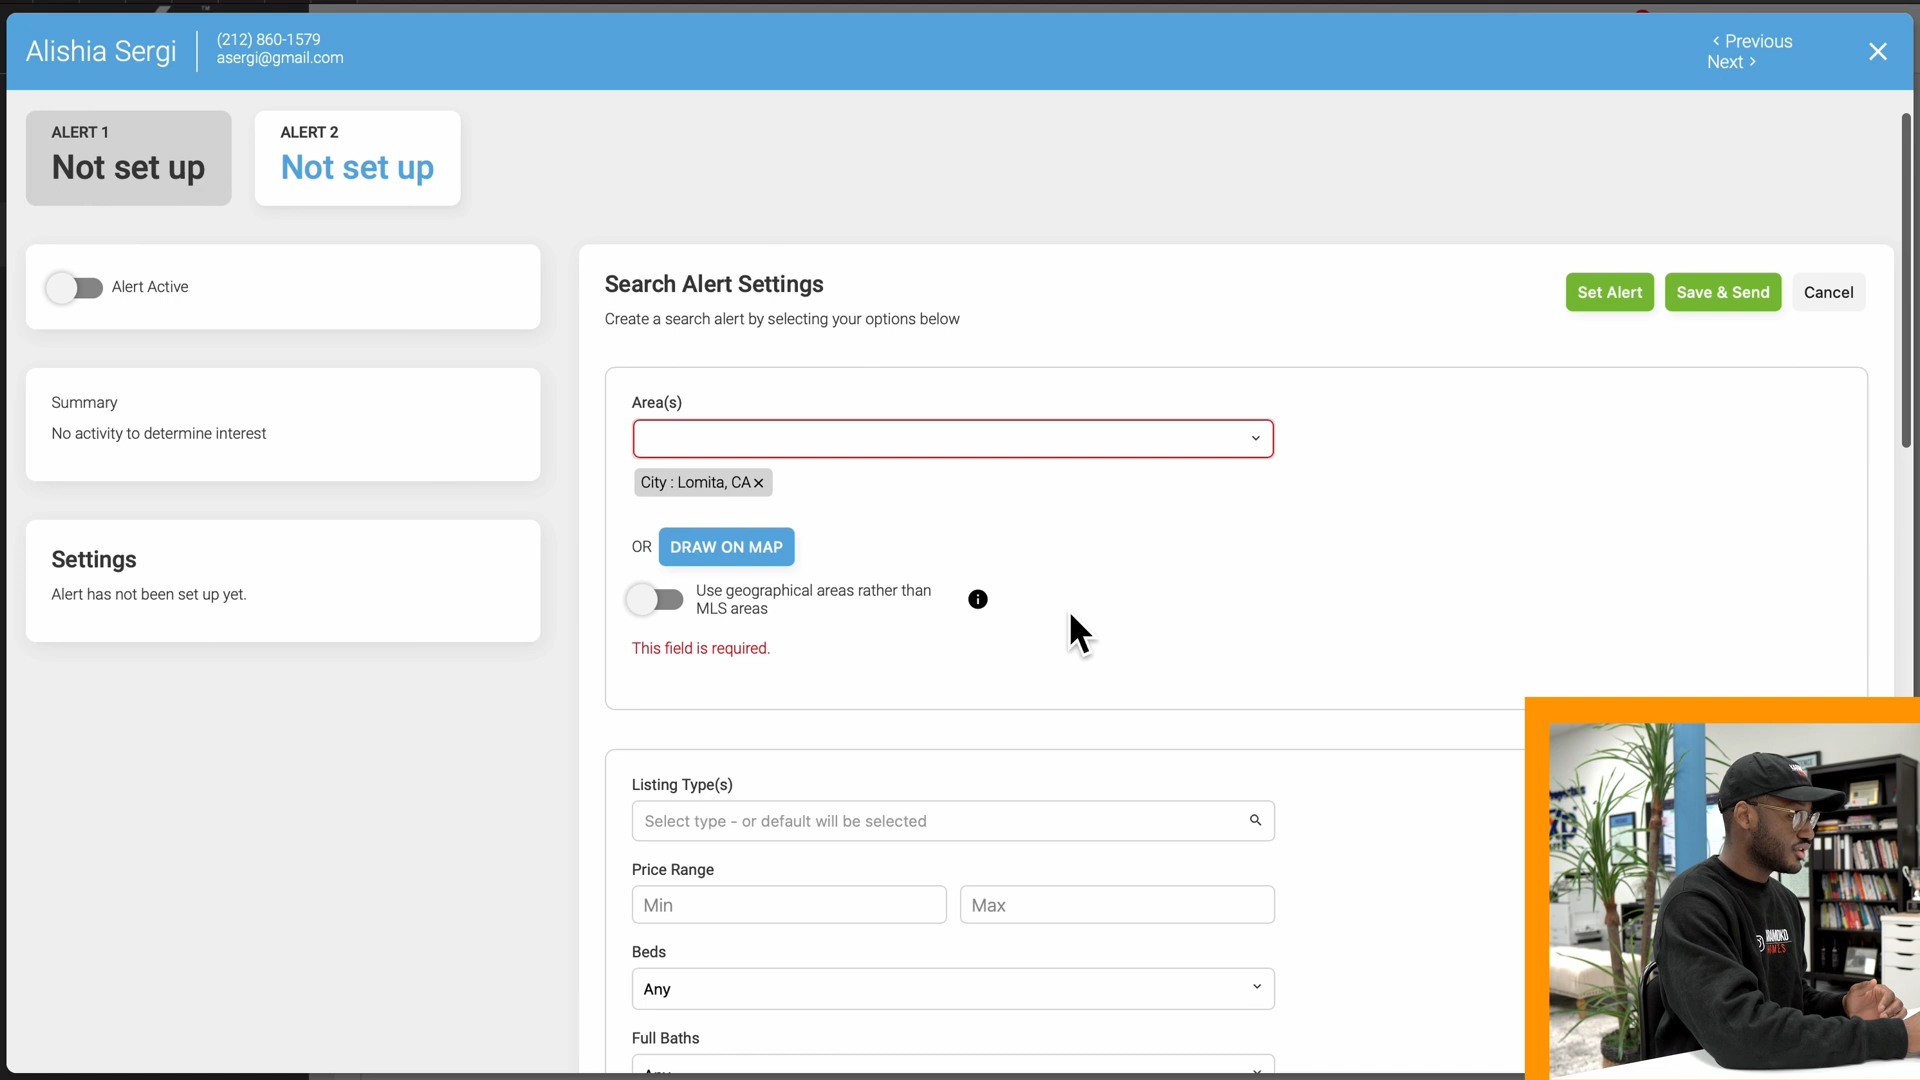 Alishia Sergi
(212) 860-1579
asergi@gmail.com
< Previous
Next >
ALERT 1
Not set up
ALERT 2
Not set up
Alert Active
Summary
No activity to determine interest
Settings
Alert has not been set up yet.
Search Alert Settings
Create a search alert by selecting your options below
Set Alert
Save & Send
Cancel
Area(s)
City : Lomita, CA
OR
DRAW ON MAP
Use geographical areas rather than
MLS areas
This field is required.
Listing Type(s)
Select type - or default will be selected
Price Range
Min
Max
Beds
Any
Full Baths